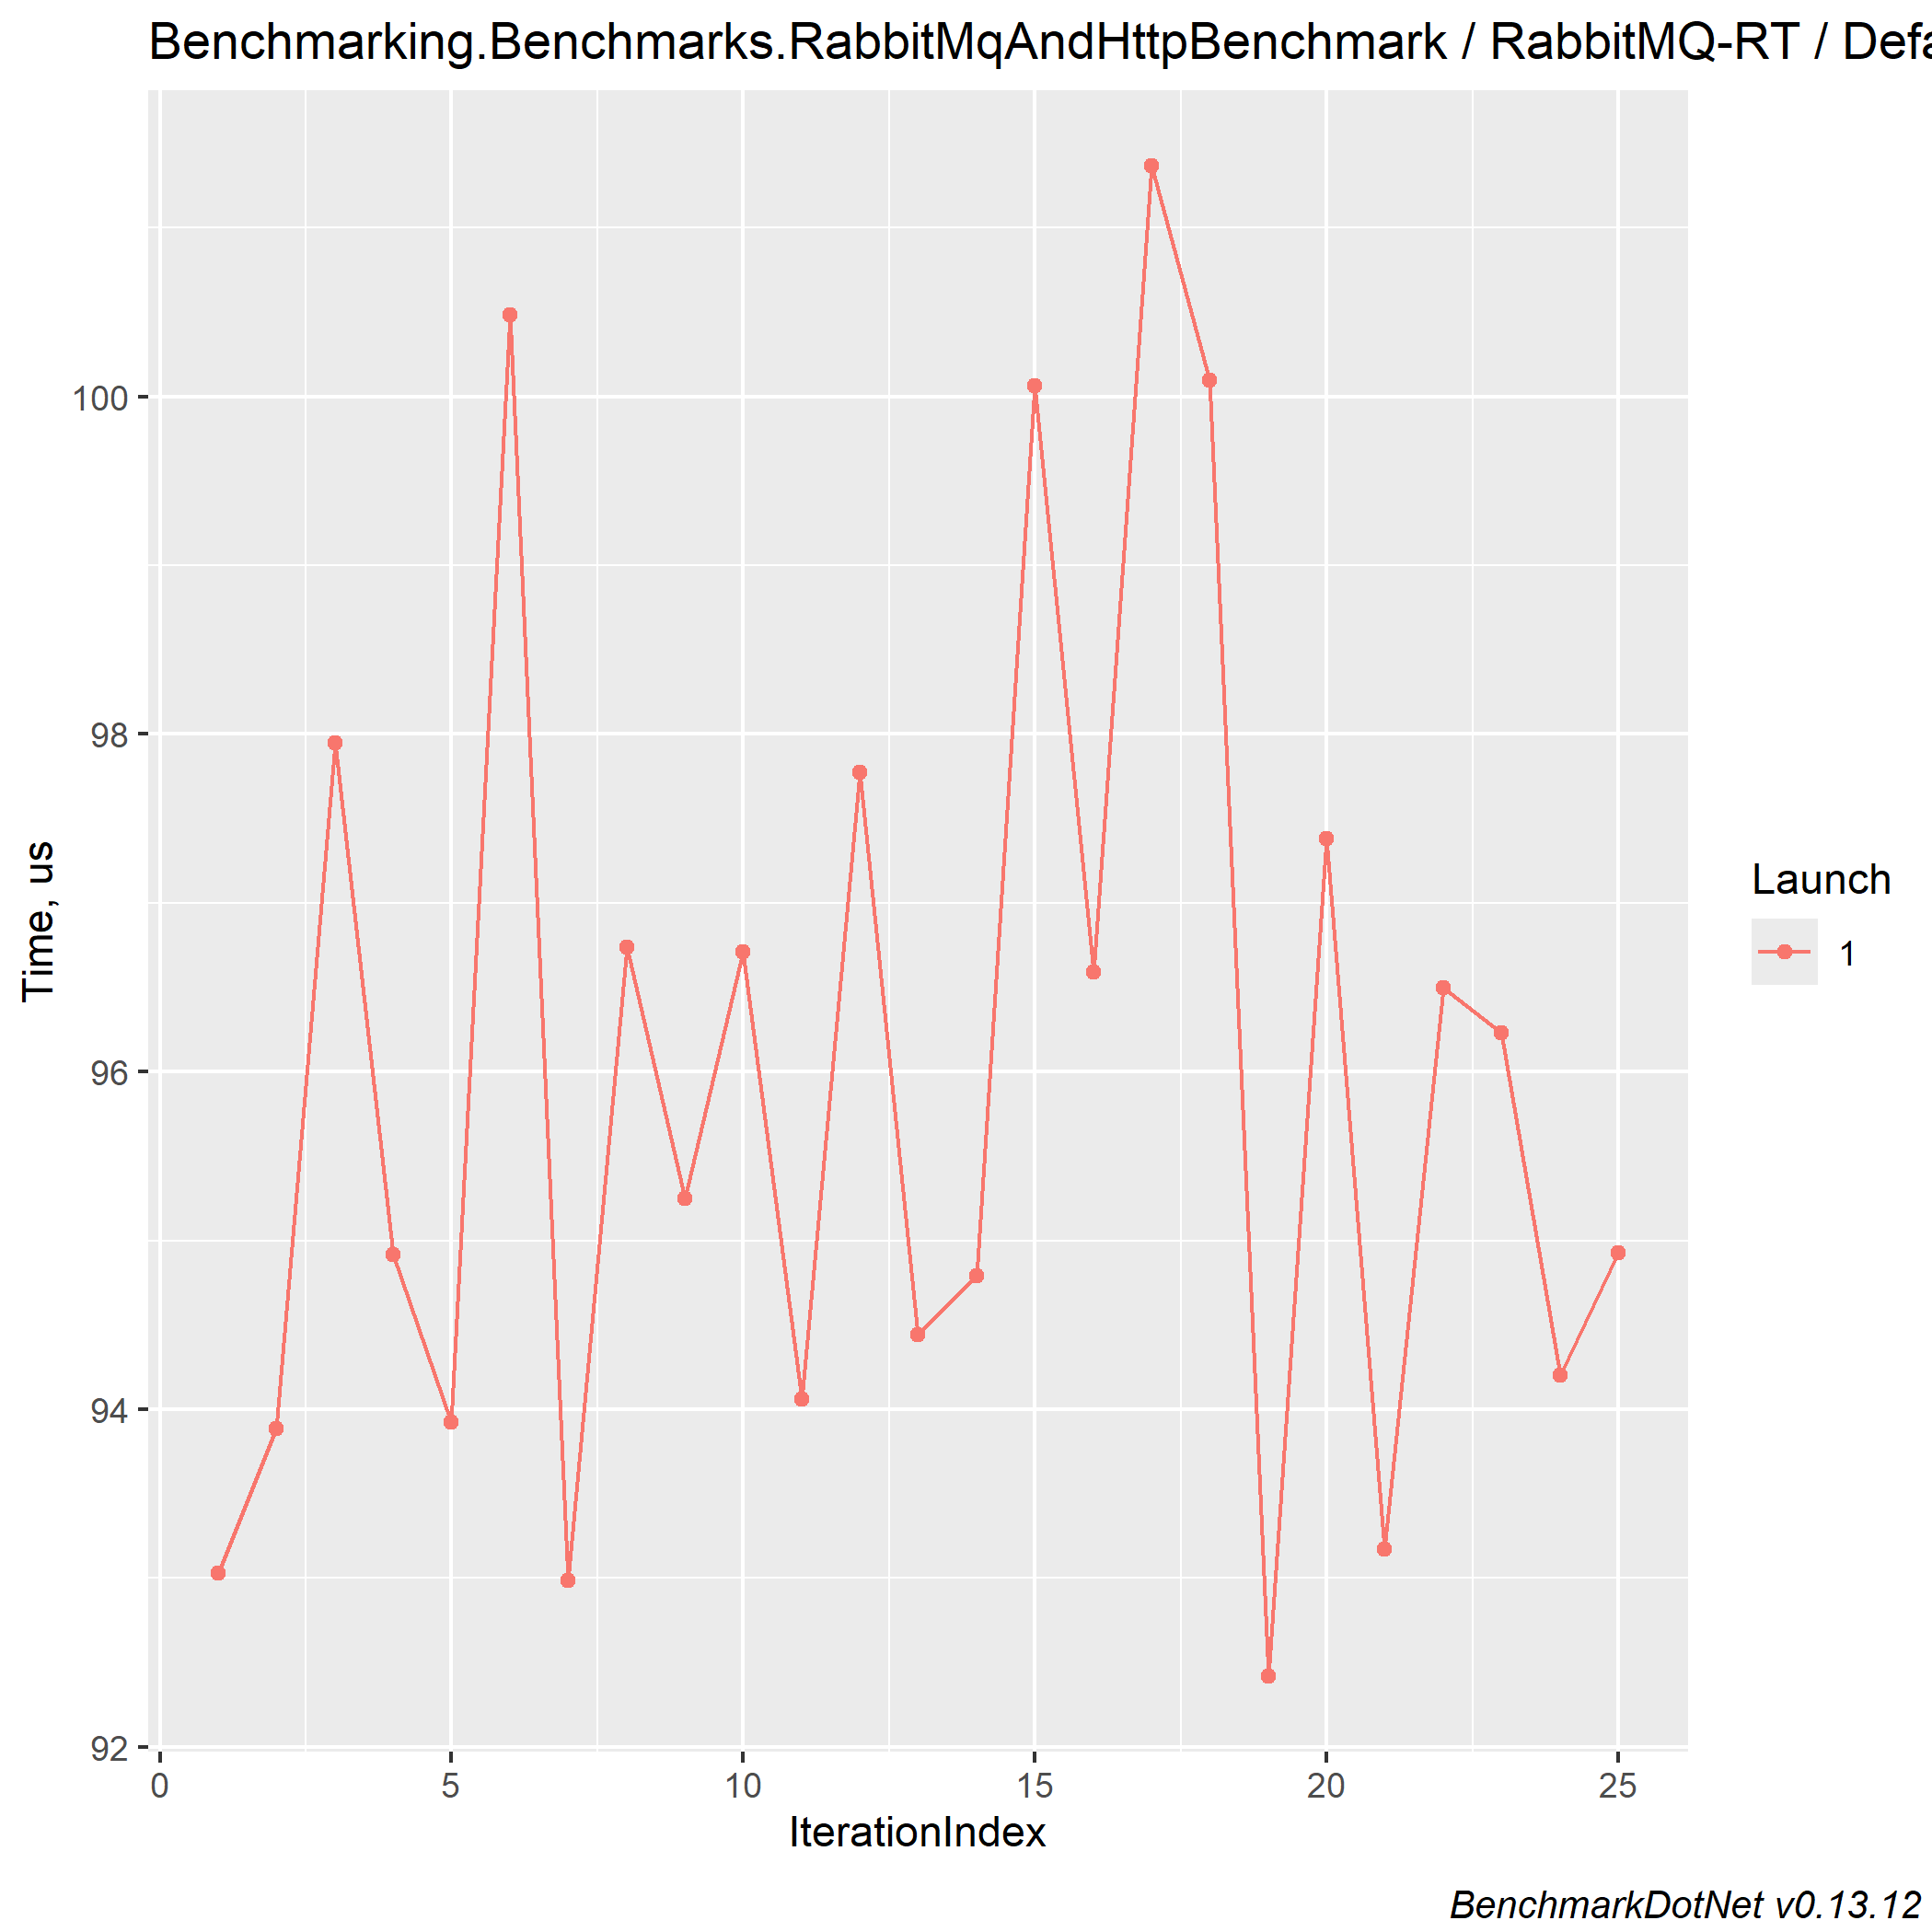 Benchmarking.Benchmarks.RabbitMqAndHttpBenchmark / RabbitMQ-RT / Defa
100
98
96
94
92
Time, us
0 5 10 15 20 25
IterationIndex
Launch
1
BenchmarkDotNet v0.13.12